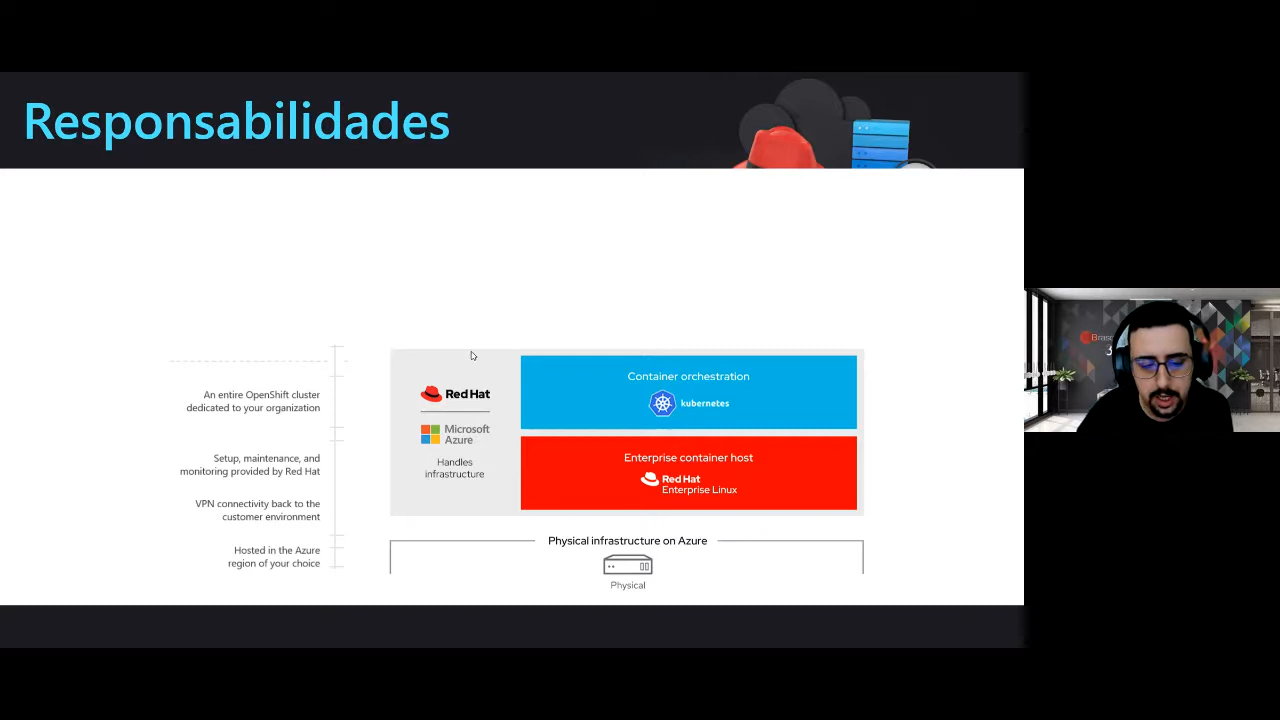 Responsabilidades
An entire OpenShift cluster
dedicated to your organization
Setup, maintenance, and
monitoring provided by Red Hat
VPN connectivity back to the
customer environment
Hosted in the Azure
region of your choice
Red Hat
Microsoft
Azure
Handles
infrastructure
Container orchestration
kubernetes
Enterprise container host
Red Hat
Enterprise Linux
Physical infrastructure on Azure
Physical